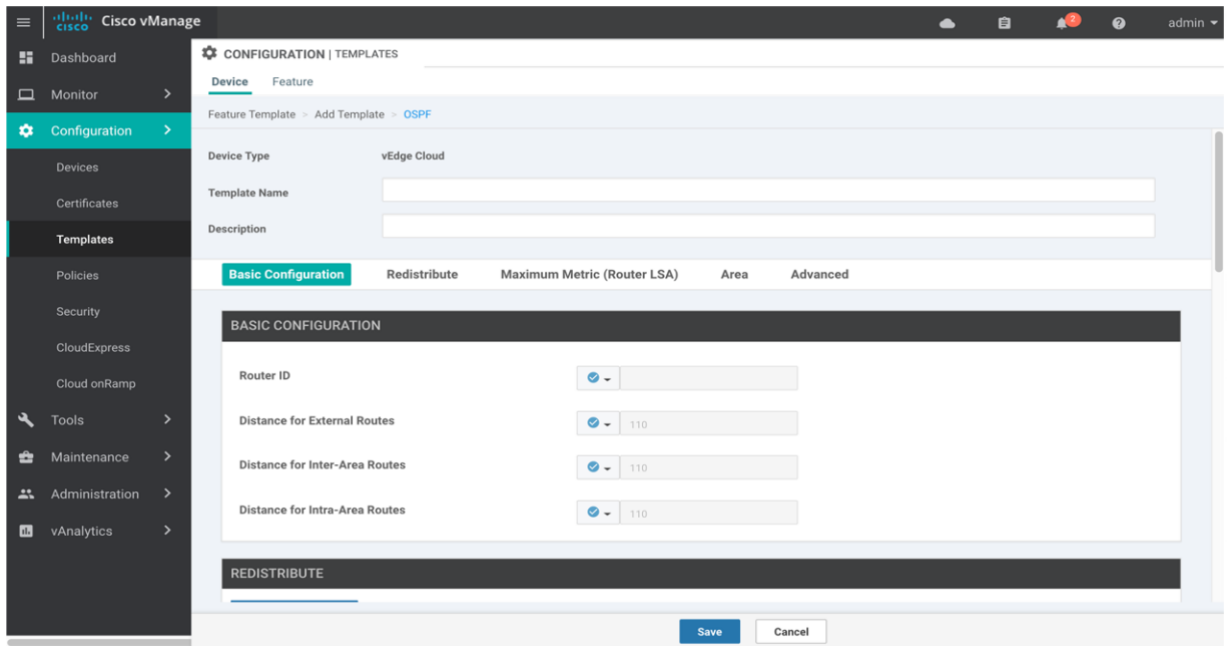 cisco Cisco vManage
2
admin
Dashboard
Monitor
Configuration
Devices
Certificates
Templates
Policies
Security
CloudExpress
Cloud onRamp
Tools
Maintenance
Administration
vAnalytics
CONFIGURATION | TEMPLATES
Device Feature
Feature Template > Add Template > OSPF
Device Type vEdge Cloud
Template Name
Description
Basic Configuration Redistribute Maximum Metric (Router LSA) Area Advanced
BASIC CONFIGURATION
Router ID
Distance for External Routes 110
Distance for Inter-Area Routes 110
Distance for Intra-Area Routes 110
REDISTRIBUTE
Save Cancel